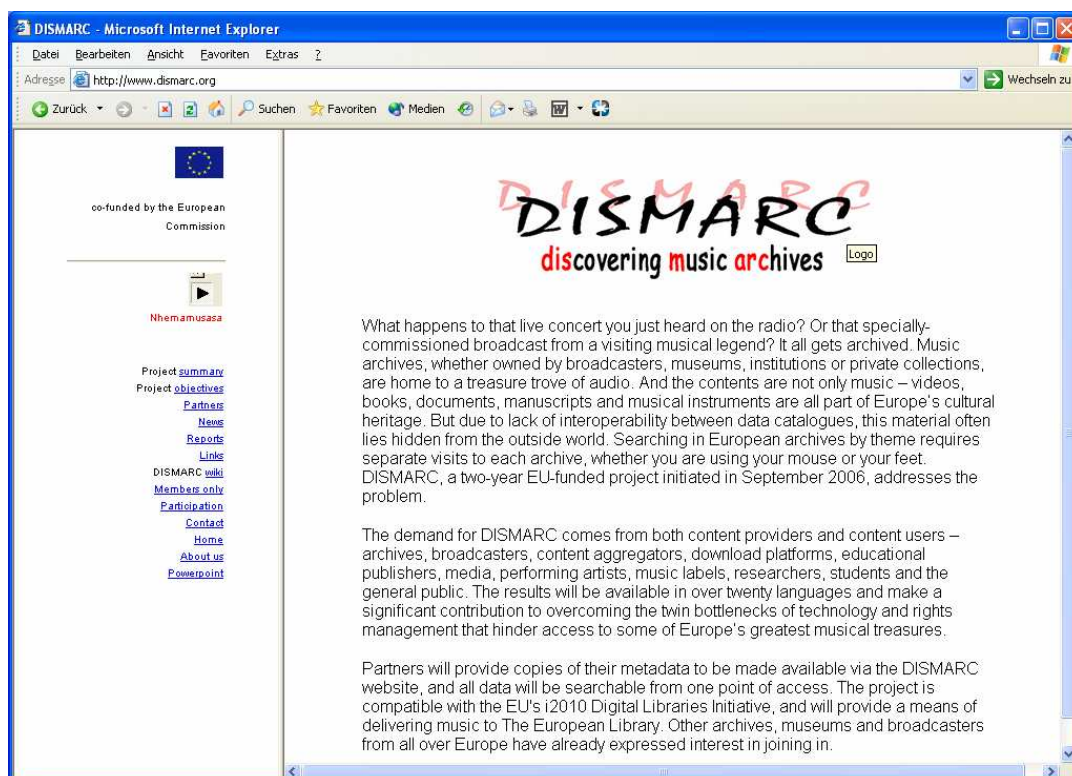 DISMARC - Microsoft Internet Explorer
Datei Bearbeiten Ansicht Favoriten Extras ?
Adresse http://www.dismarc.org Wechseln zu
Zurück Suchen Favoriten Medien
co-funded by the European
Commission
Nhemamusasa
Project summary
Project objectives
Partners
News
Reports
Links
DISMARC wiki
Members only
Participation
Contact
Home
About us
Powerpoint
DISMARC
DISMARC
discovering music archives
Logo
What happens to that live concert you just heard on the radio? Or that specially-
commissioned broadcast from a visiting musical legend? It all gets archived. Music
archives, whether owned by broadcasters, museums, institutions or private collections,
are home to a treasure trove of audio. And the contents are not only music – videos,
books, documents, manuscripts and musical instruments are all part of Europe's cultural
heritage. But due to lack of interoperability between data catalogues, this material often
lies hidden from the outside world. Searching in European archives by theme requires
separate visits to each archive, whether you are using your mouse or your feet.
DISMARC, a two-year EU-funded project initiated in September 2006, addresses the
problem.
The demand for DISMARC comes from both content providers and content users –
archives, broadcasters, content aggregators, download platforms, educational
publishers, media, performing artists, music labels, researchers, students and the
general public. The results will be available in over twenty languages and make a
significant contribution to overcoming the twin bottlenecks of technology and rights
management that hinder access to some of Europe's greatest musical treasures.
Partners will provide copies of their metadata to be made available via the DISMARC
website, and all data will be searchable from one point of access. The project is
compatible with the EU's i2010 Digital Libraries Initiative, and will provide a means of
delivering music to The European Library. Other archives, museums and broadcasters
from all over Europe have already expressed interest in joining in.